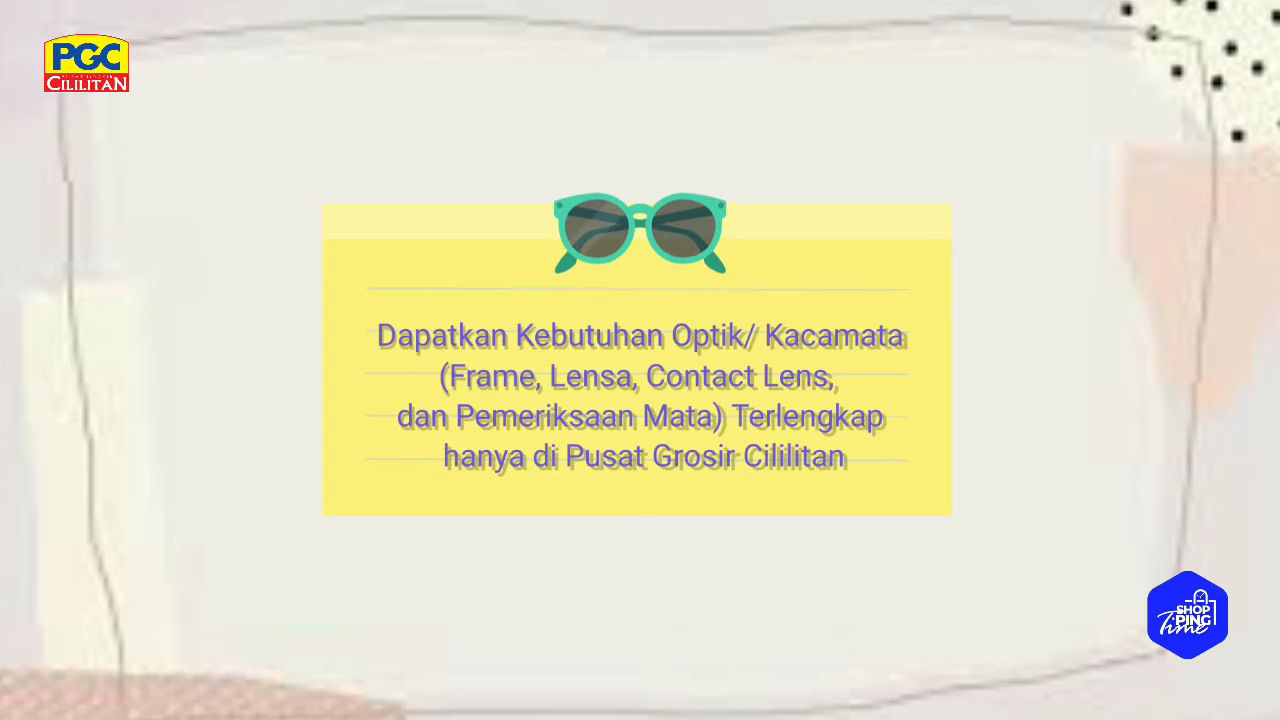 PGC
CILILITAN
Dapatkan Kebutuhan Optik/ Kacamata
(Frame, Lensa, Contact Lens,
dan Pemeriksaan Mata) Terlengkap
hanya di Pusat Grosir Cililitan
SHOP
PING
Time